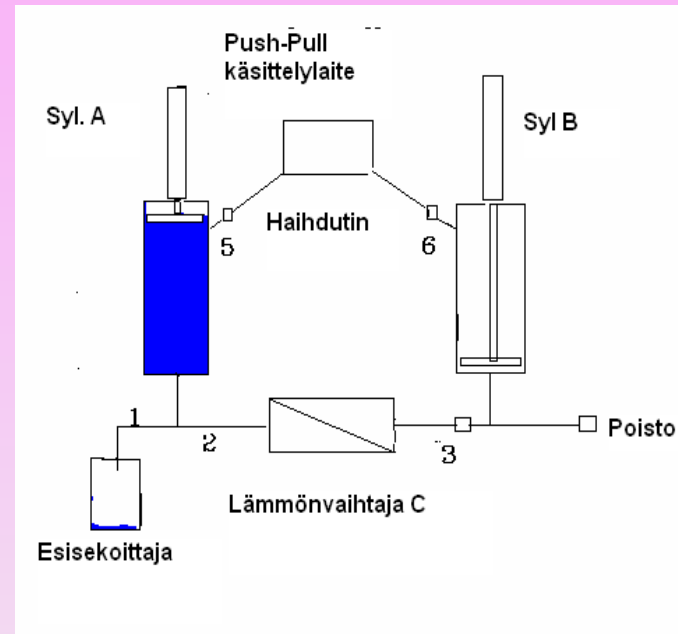 Push-Pull
käsittelylaite
Syl. A
Syl B
Haihdutin
5
6
1
2
3
Poisto
Lämmönvaihtaja C
Esisekoittaja